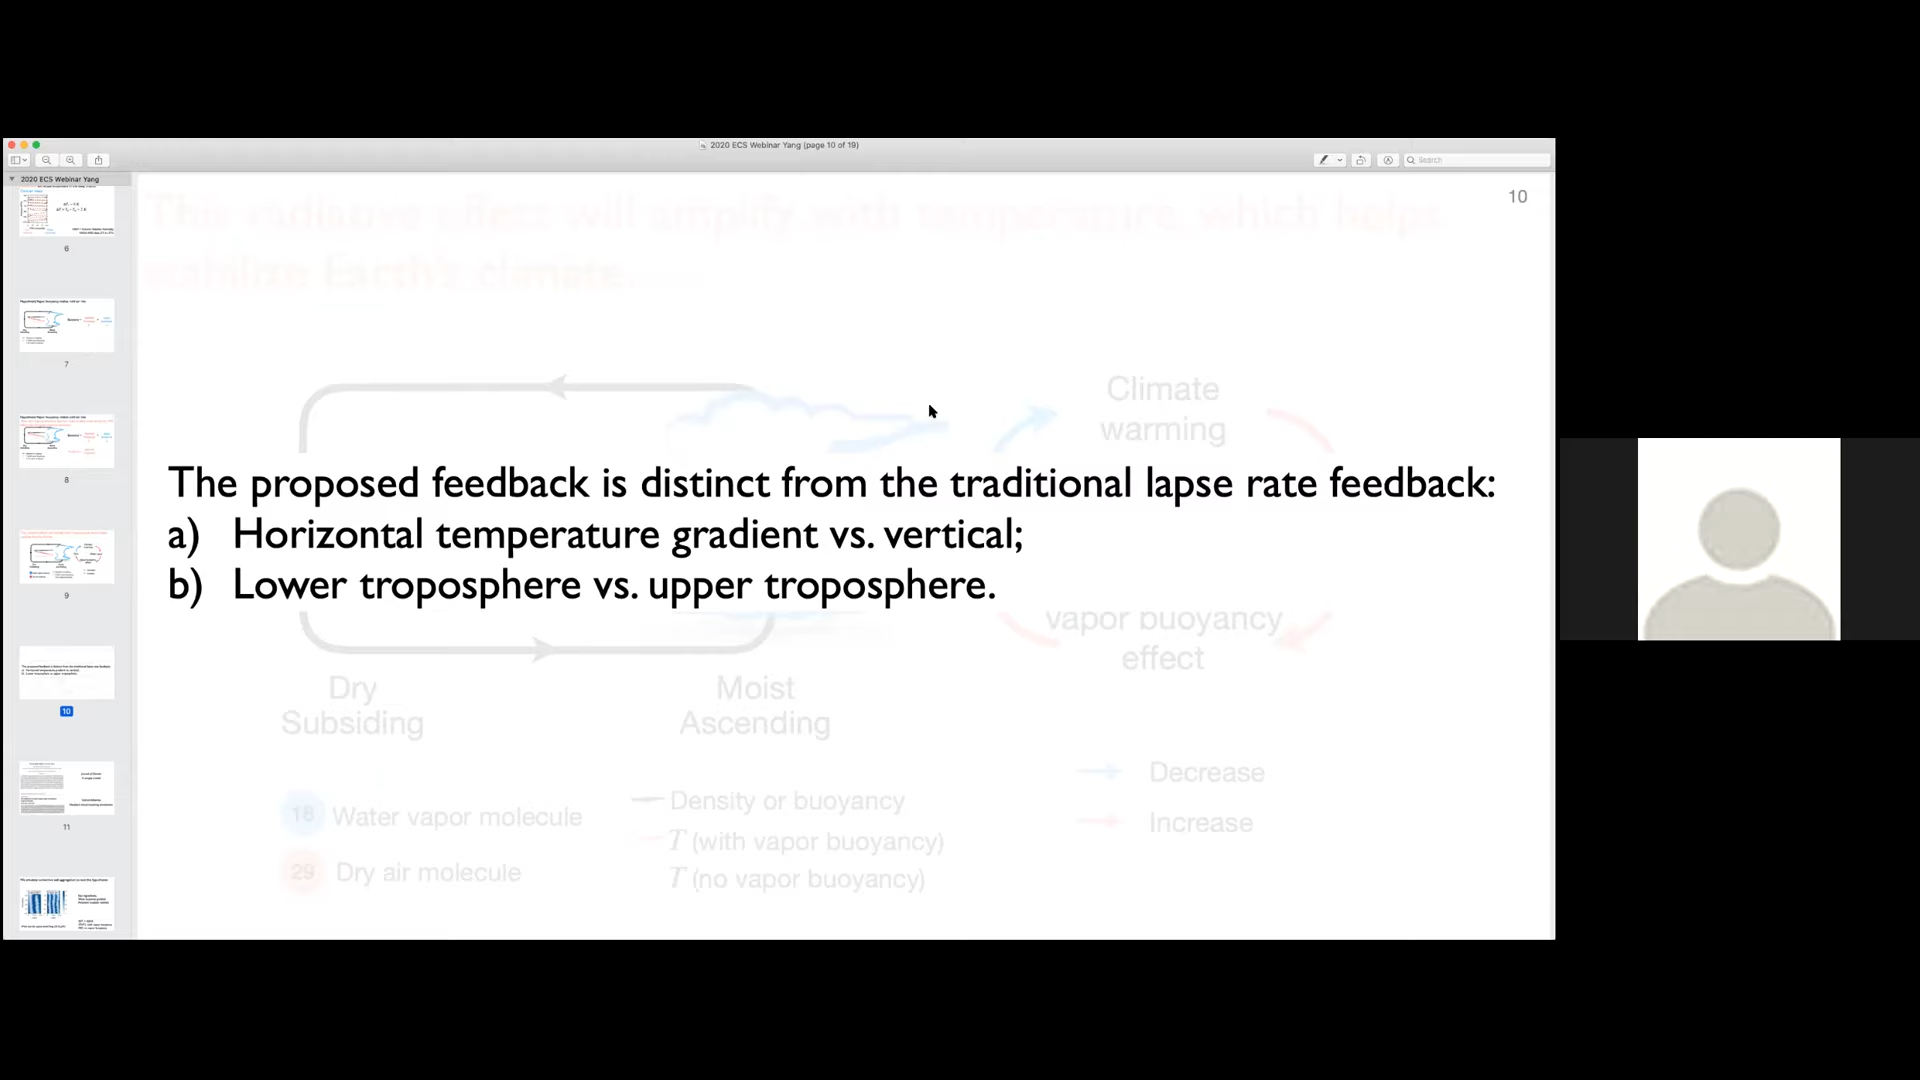 2020 ECS Webinar Yang (page 10 of 19)
Search
2020 ECS Webinar Yang
6
7
8
9
10
11
10
This radiative effect will amplify with temperature, which helps
stabilize Earth's climate.
Climate
warming
The proposed feedback is distinct from the traditional lapse rate feedback:
a) Horizontal temperature gradient vs. vertical;
b) Lower troposphere vs. upper troposphere.
vapor buoyancy
effect
Dry
Subsiding
Moist
Ascending
18 Water vapor molecule
29 Dry air molecule
Density or buoyancy
T (with vapor buoyancy)
T (no vapor buoyancy)
Decrease
Increase